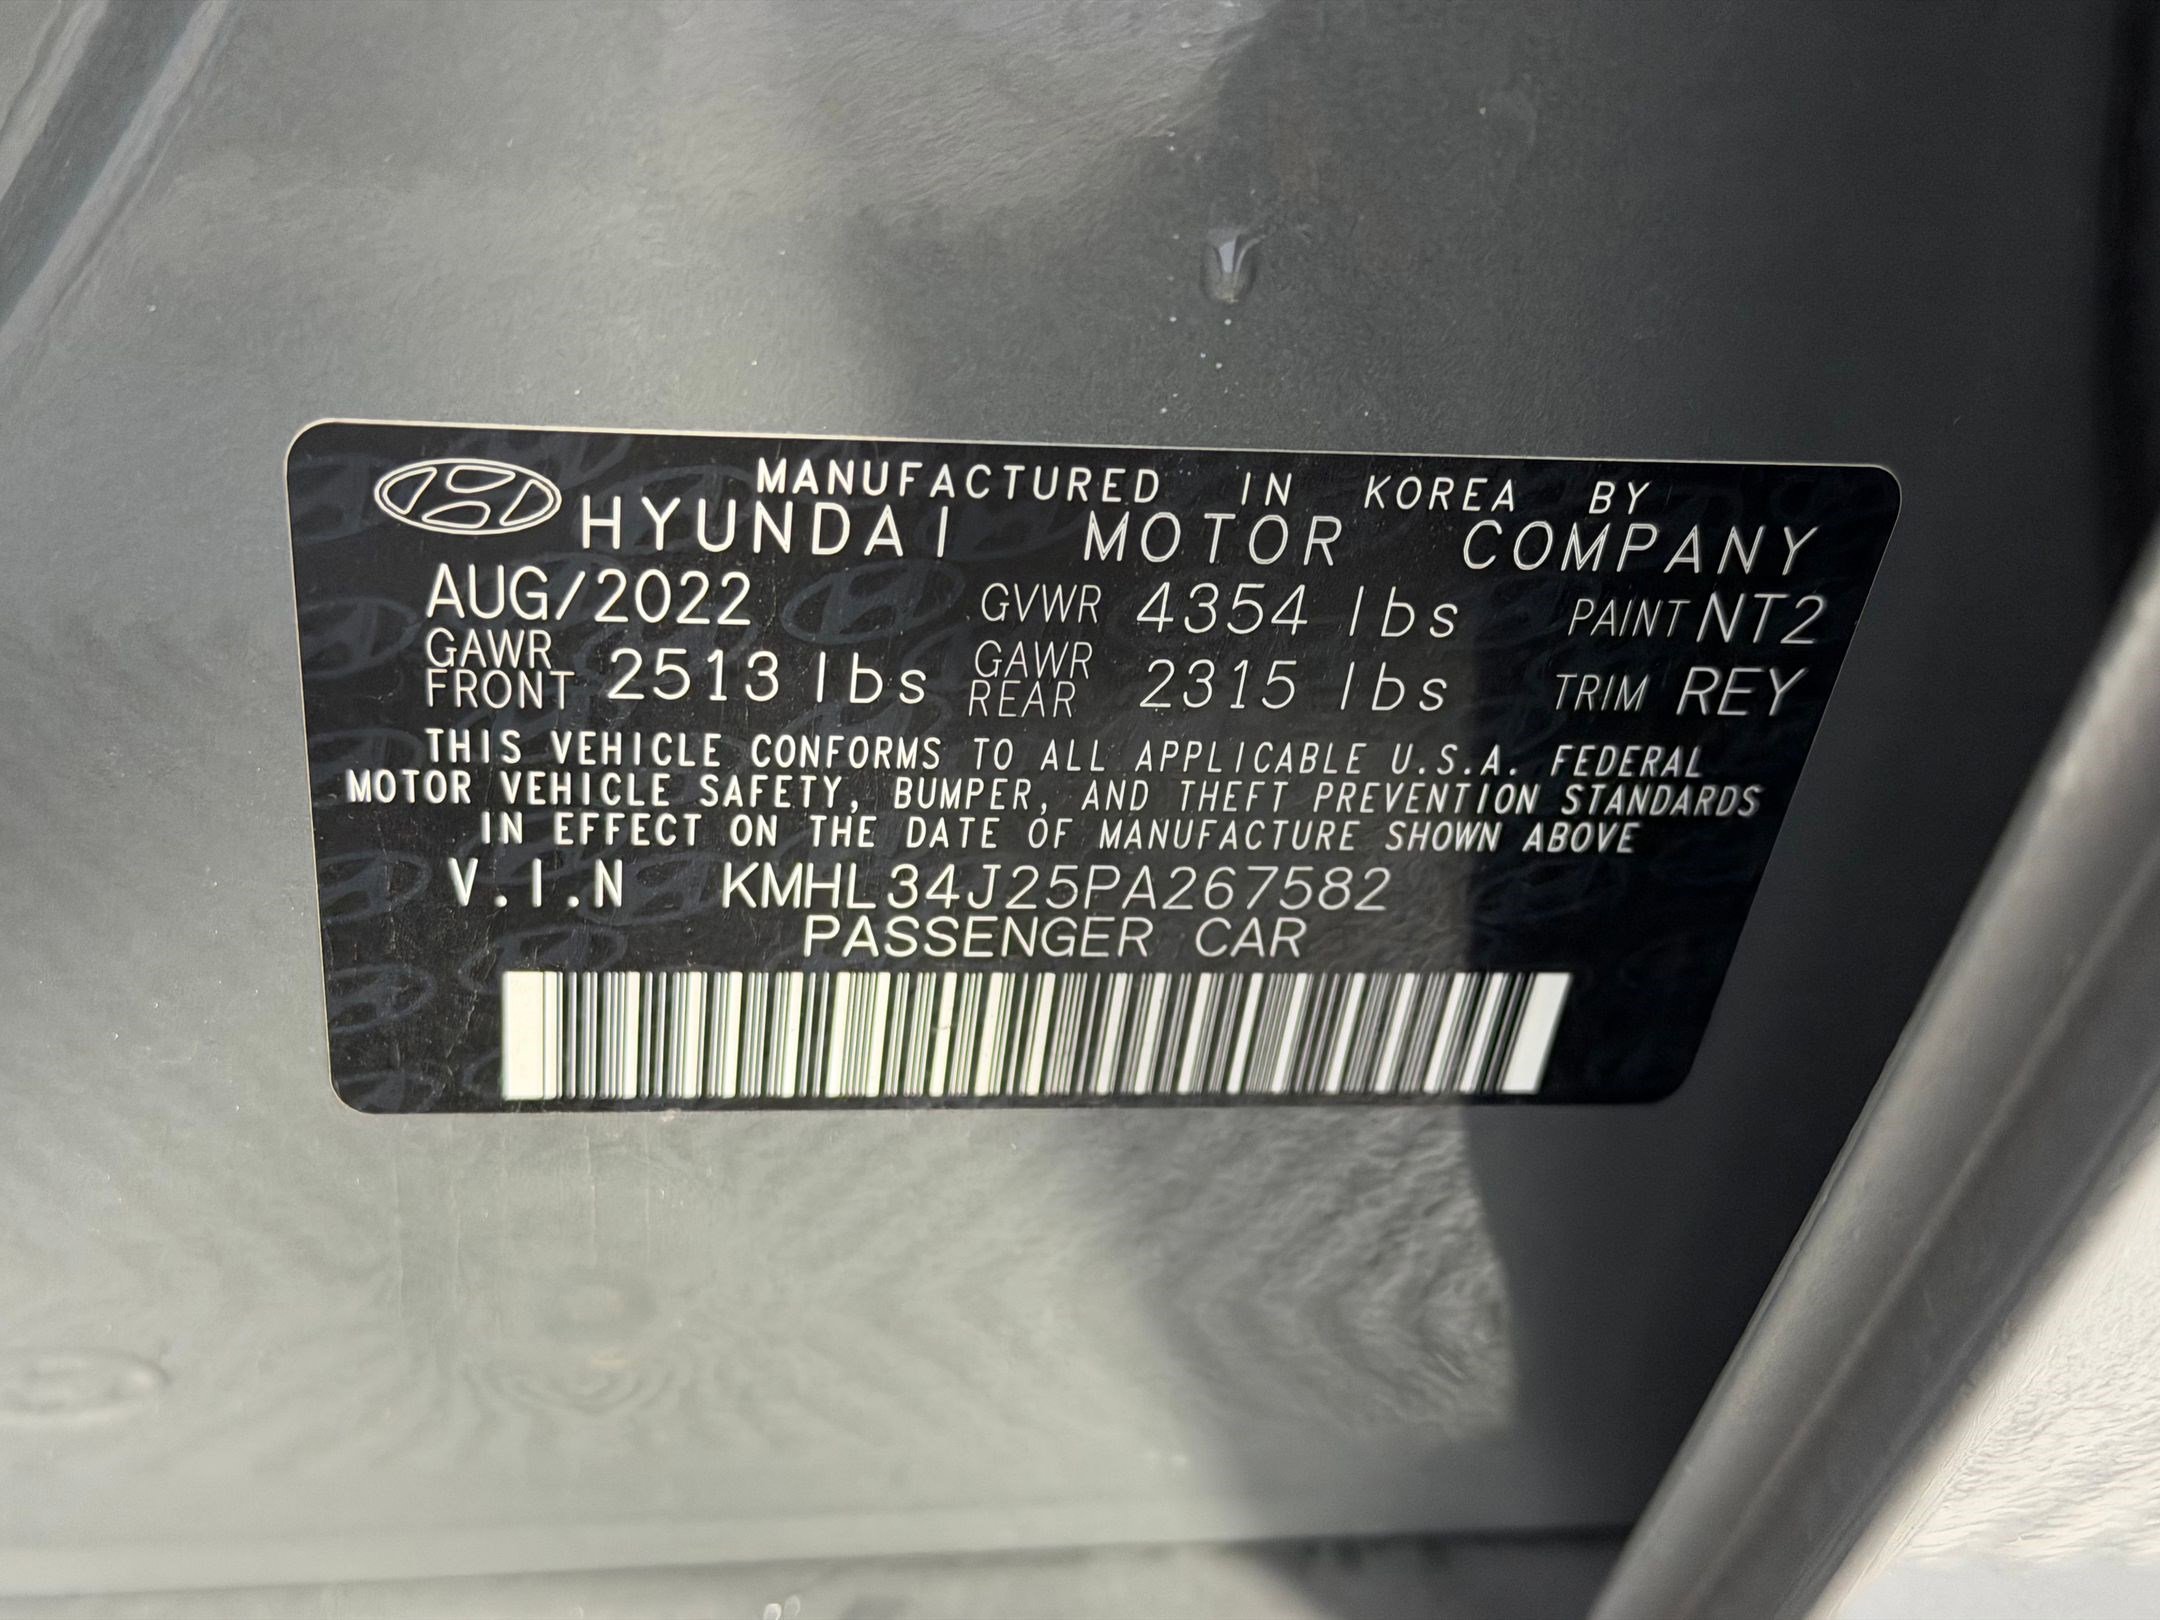 MANUFACTURED IN KOREA BY
HYUNDAI MOTOR COMPANY
AUG/2022 GVWR 4354 lbs PAINT NT2
GAWR FRONT 2513 lbs GAWR REAR 2315 lbs TRIM REY
THIS VEHICLE CONFORMS TO ALL APPLICABLE U.S.A. FEDERAL
MOTOR VEHICLE SAFETY, BUMPER, AND THEFT PREVENTION STANDARDS
IN EFFECT ON THE DATE OF MANUFACTURE SHOWN ABOVE
V.I.N KMHL34J25PA267582
PASSENGER CAR